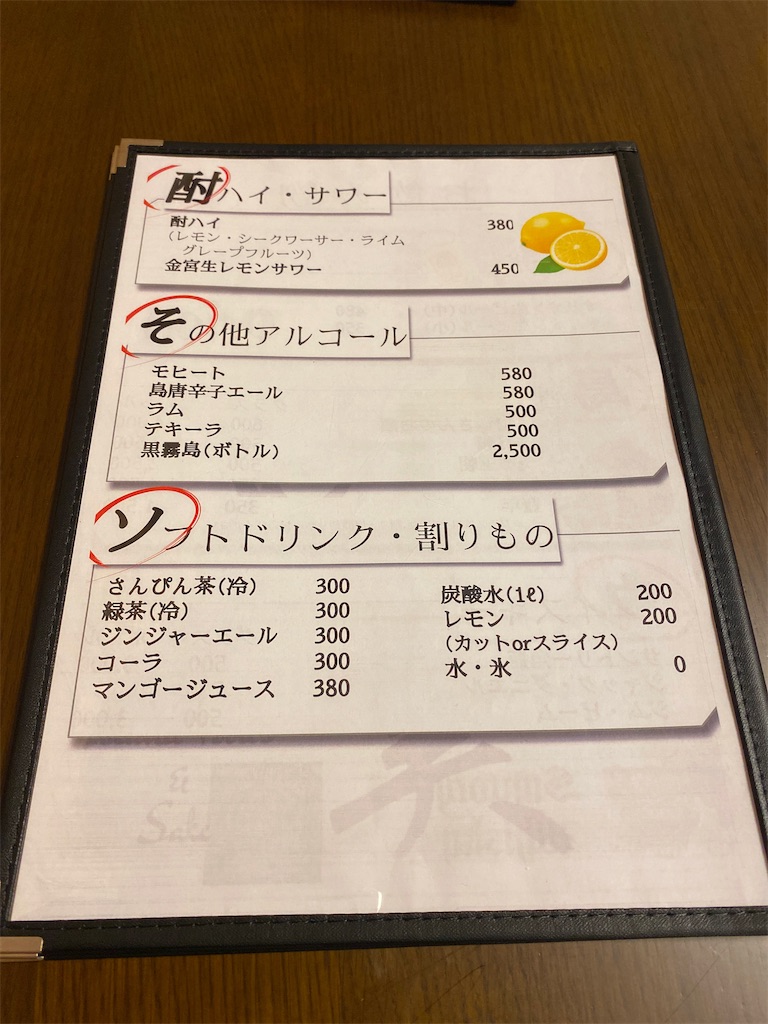 酎ハイ・サワー
酎ハイ 380
(レモン・シークワーサー・ライム
グレープフルーツ)
金宮生レモンサワー 450
その他アルコール
モヒート 580
島唐辛子エール 580
ラム 500
テキーラ 500
黒霧島(ボトル) 2,500
ソフトドリンク・割りもの
さんぴん茶(冷) 300
緑茶(冷) 300
ジンジャーエール 300
コーラ 300
マンゴージュース 380
炭酸水(1ℓ) 200
レモン 200
(カットorスライス)
水・氷 0